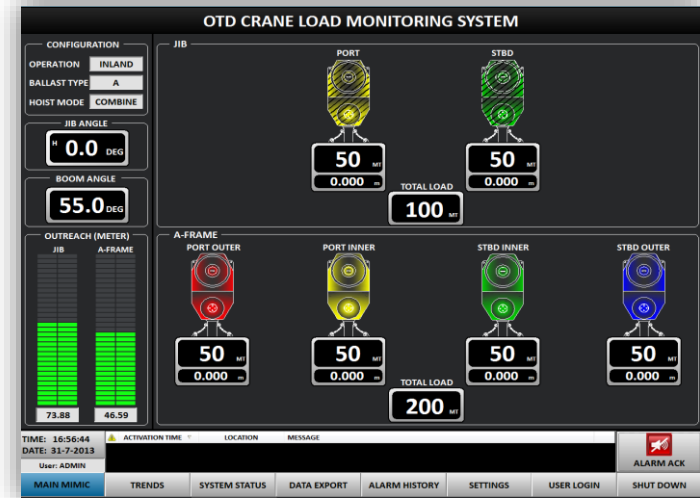 OTD CRANE LOAD MONITORING SYSTEM
CONFIGURATION
OPERATION INLAND
BALLAST TYPE A
HOIST MODE COMBINE
JIB ANGLE
H 0.0 DEG
BOOM ANGLE
55.0 DEG
OUTREACH (METER)
JIB A-FRAME
73.88 46.59
JIB
PORT STBD
50 MT 50 MT
0.000 m 0.000 m
TOTAL LOAD
100 MT
A-FRAME
PORT OUTER PORT INNER STBD INNER STBD OUTER
50 MT 50 MT 50 MT 50 MT
0.000 m 0.000 m 0.000 m 0.000 m
TOTAL LOAD
200 MT
TIME: 16:56:44
DATE: 31-7-2013
User: ADMIN
ACTIVATION TIME LOCATION MESSAGE
ALARM ACK
MAIN MIMIC TRENDS SYSTEM STATUS DATA EXPORT ALARM HISTORY SETTINGS USER LOGIN SHUT DOWN